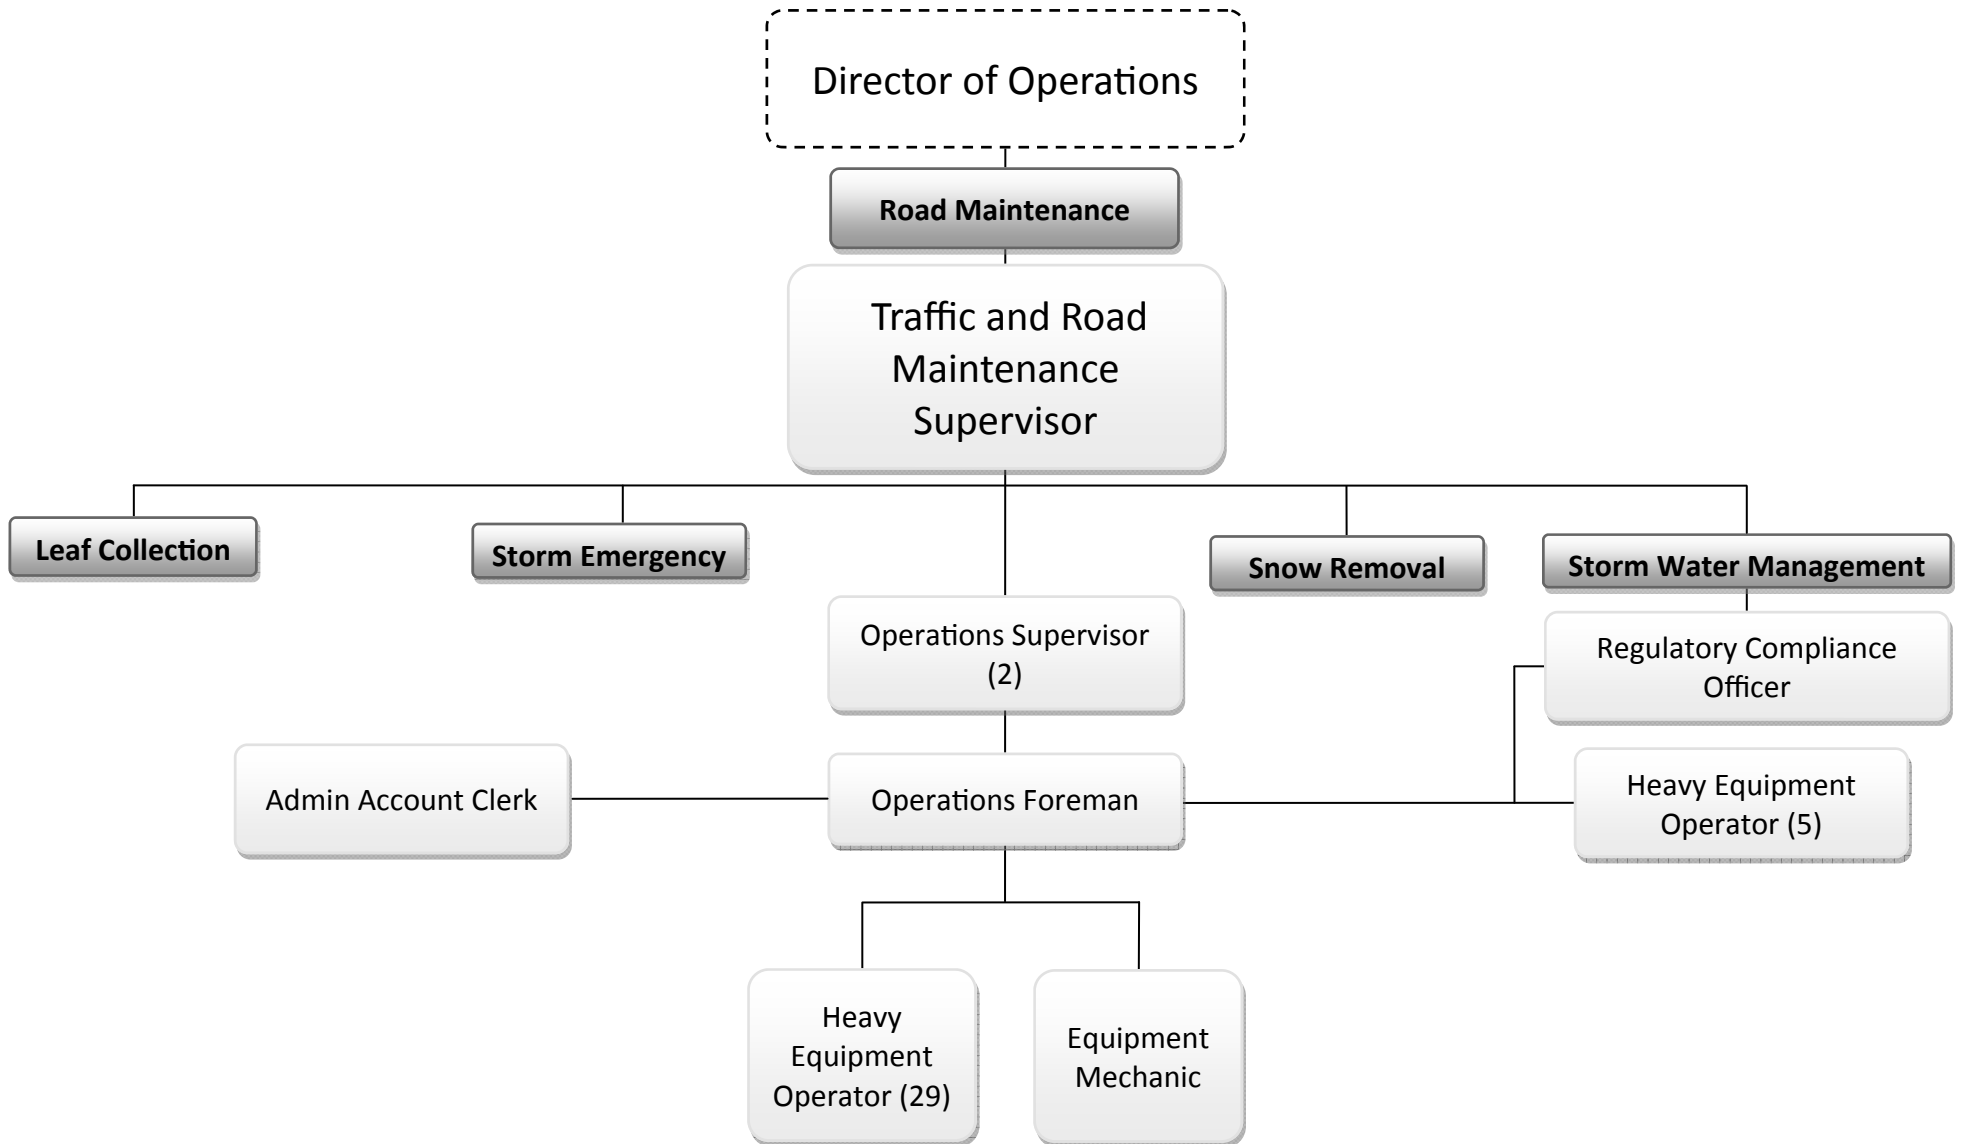 Director of Operations
Road Maintenance
Traffic and Road
Maintenance
Supervisor
Leaf Collection
Storm Emergency
Snow Removal
Storm Water Management
Operations Supervisor
(2)
Regulatory Compliance
Officer
Admin Account Clerk
Operations Foreman
Heavy Equipment
Operator (5)
Heavy
Equipment
Operator (29)
Equipment
Mechanic